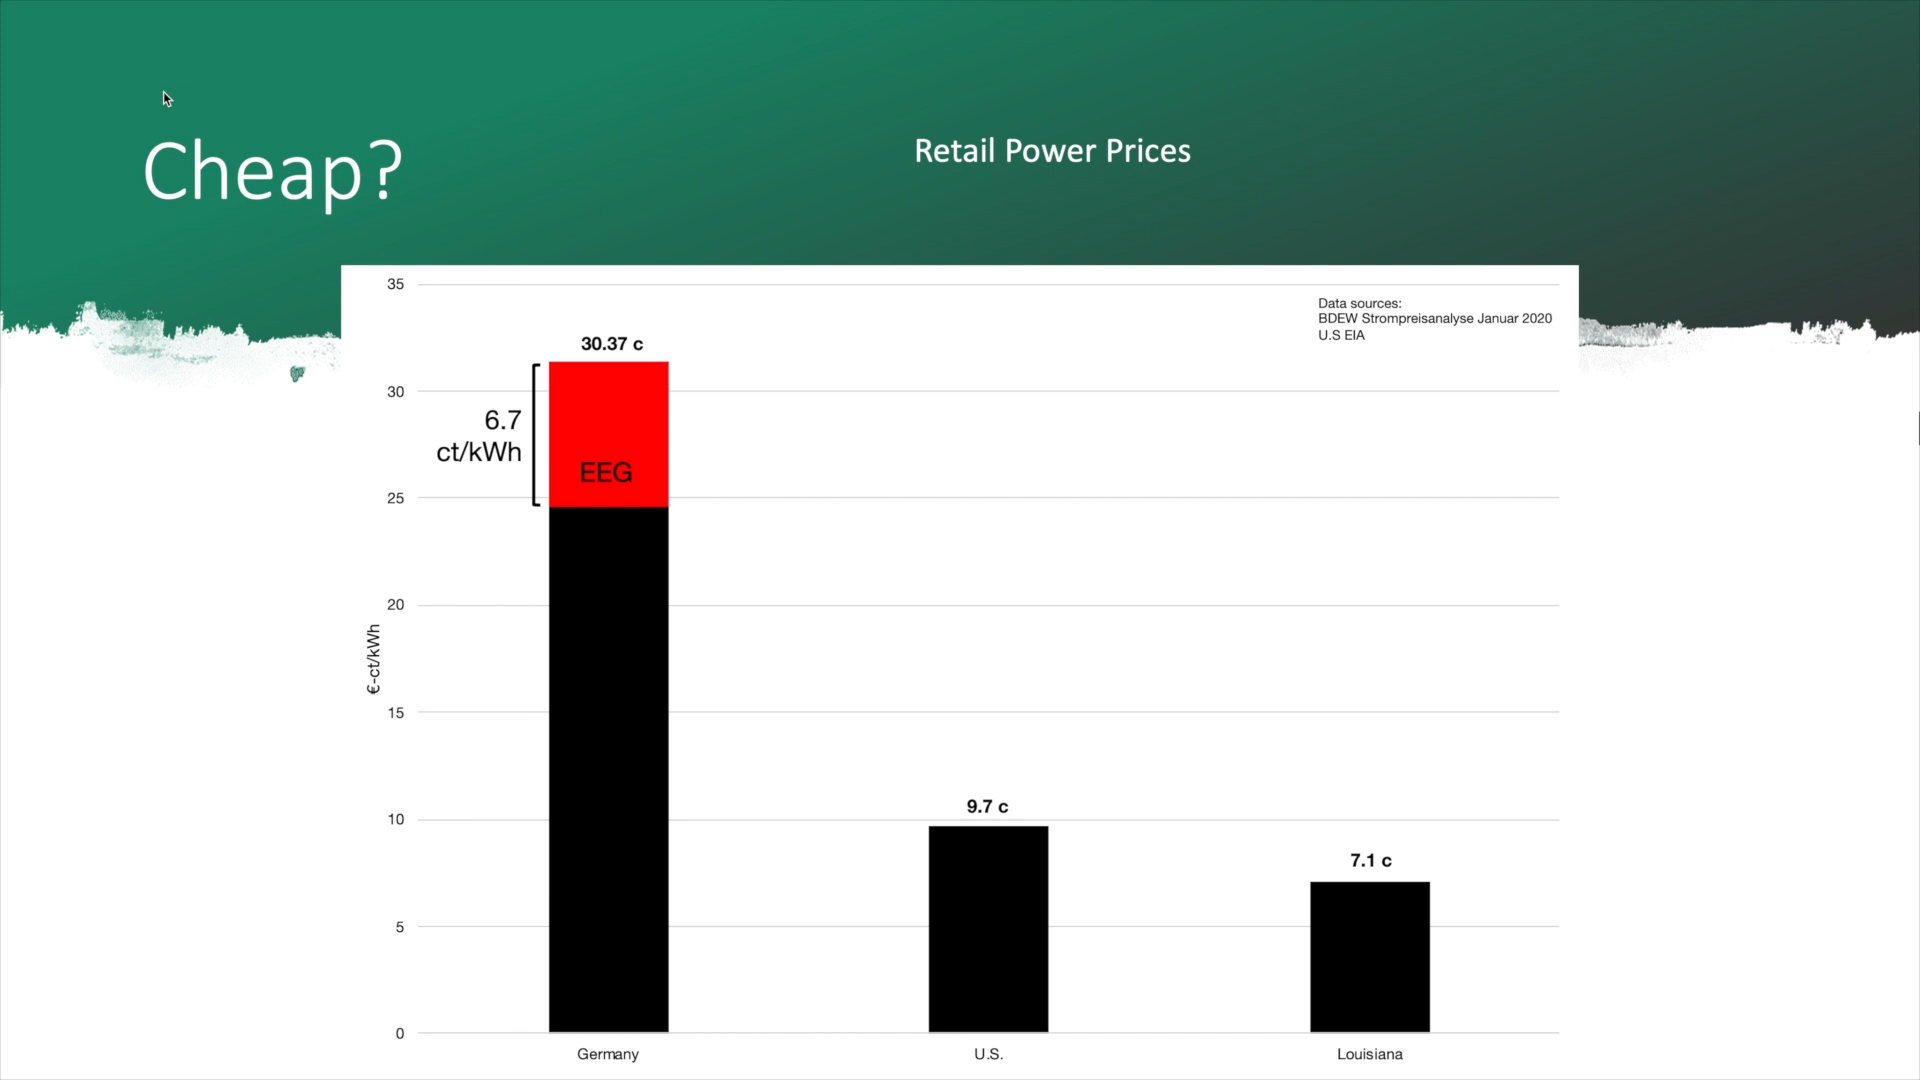 Cheap?
Retail Power Prices
35
Data sources:
BDEW Strompreisanalyse Januar 2020
U.S EIA
30.37 c
30
6.7
ct/kWh
EEG
25
20
€-ct/kWh
15
9.7 c
10
7.1 c
5
0
Germany
U.S.
Louisiana